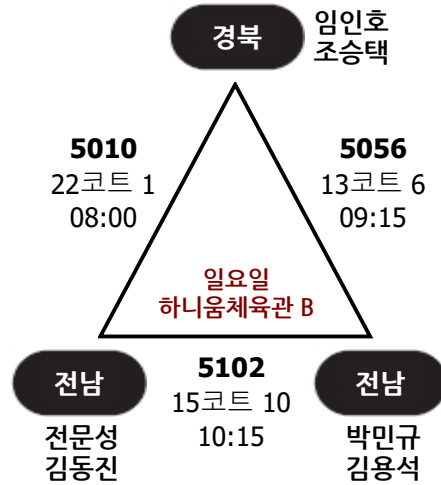 경북
임인호
조승택
5010
22코트 1
08:00
5056
13코트 6
09:15
일요일
하니움체육관 B
전남
전문성
김동진
5102
15코트 10
10:15
전남
박민규
김용석